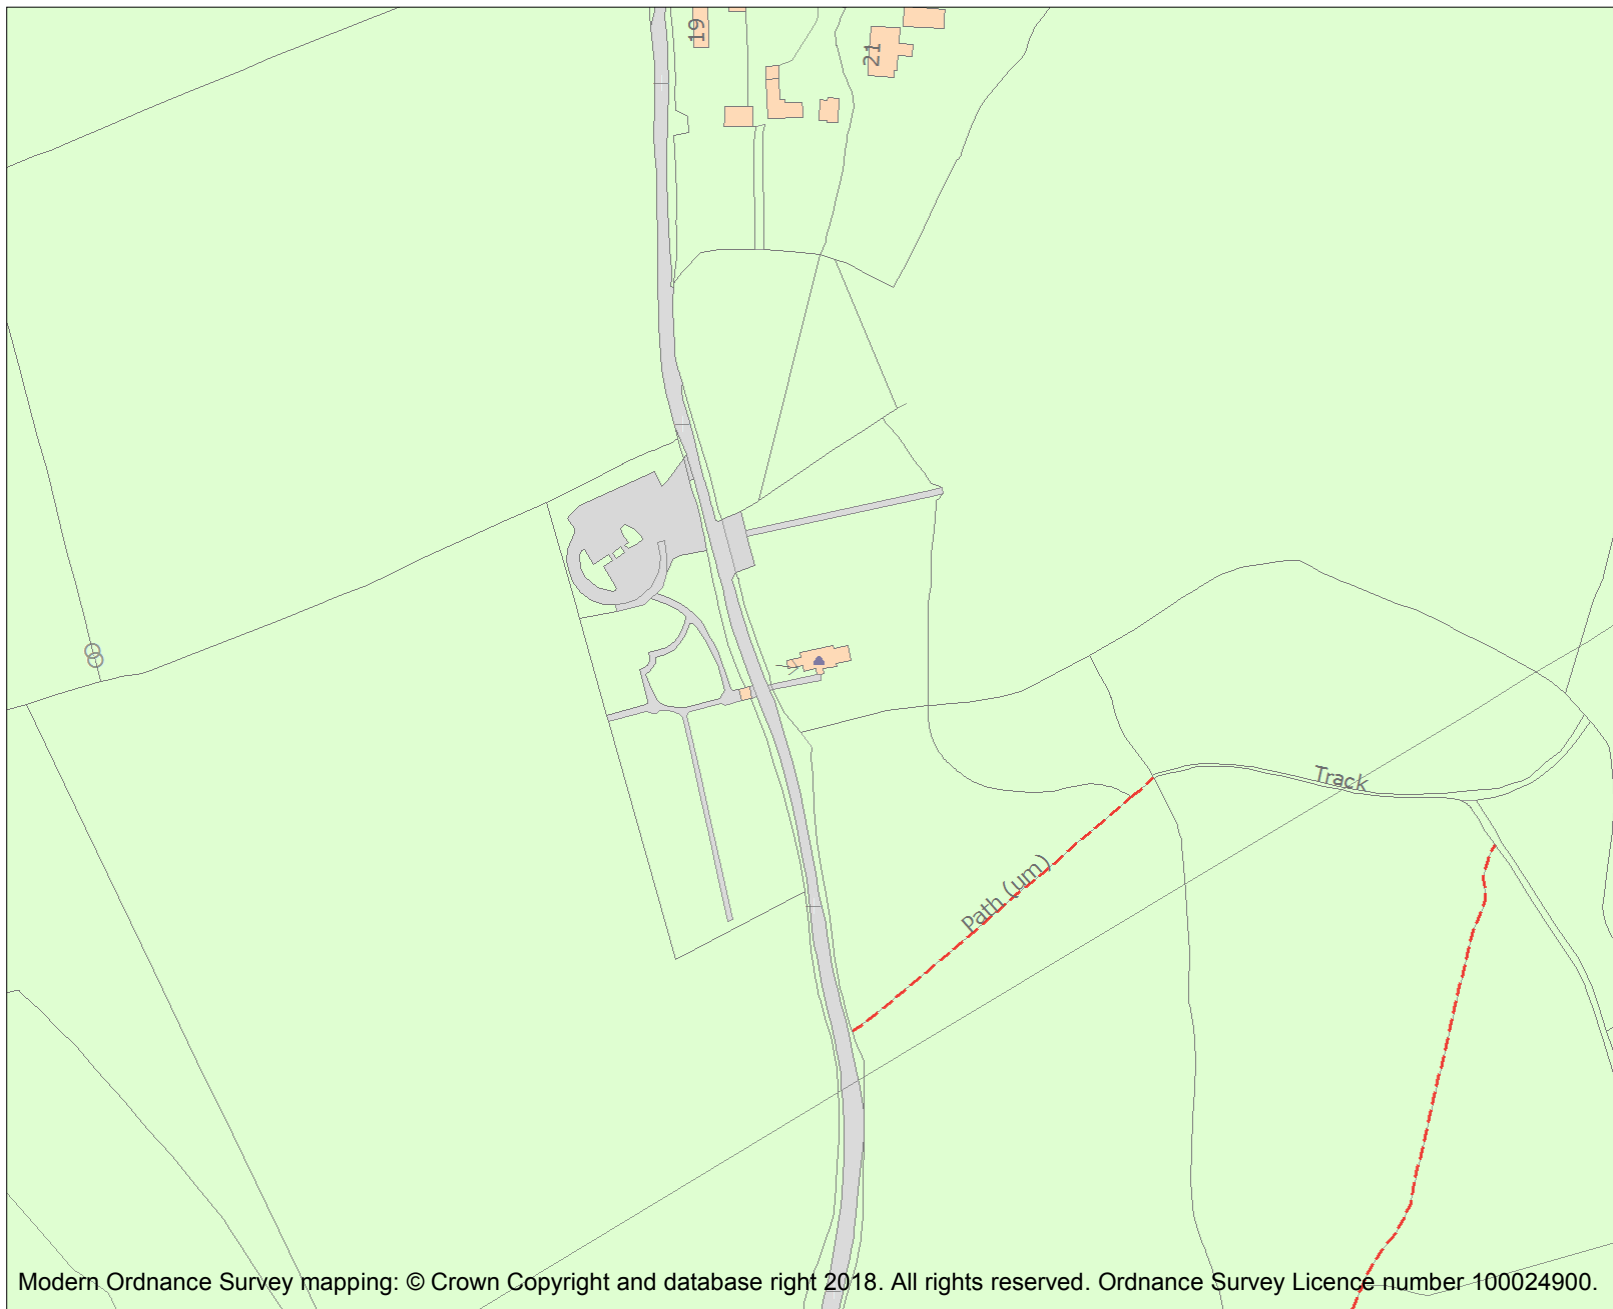 19
21
Track
Path (um)
Modern Ordnance Survey mapping: © Crown Copyright and database right 2018. All rights reserved. Ordnance Survey Licence number 100024900.